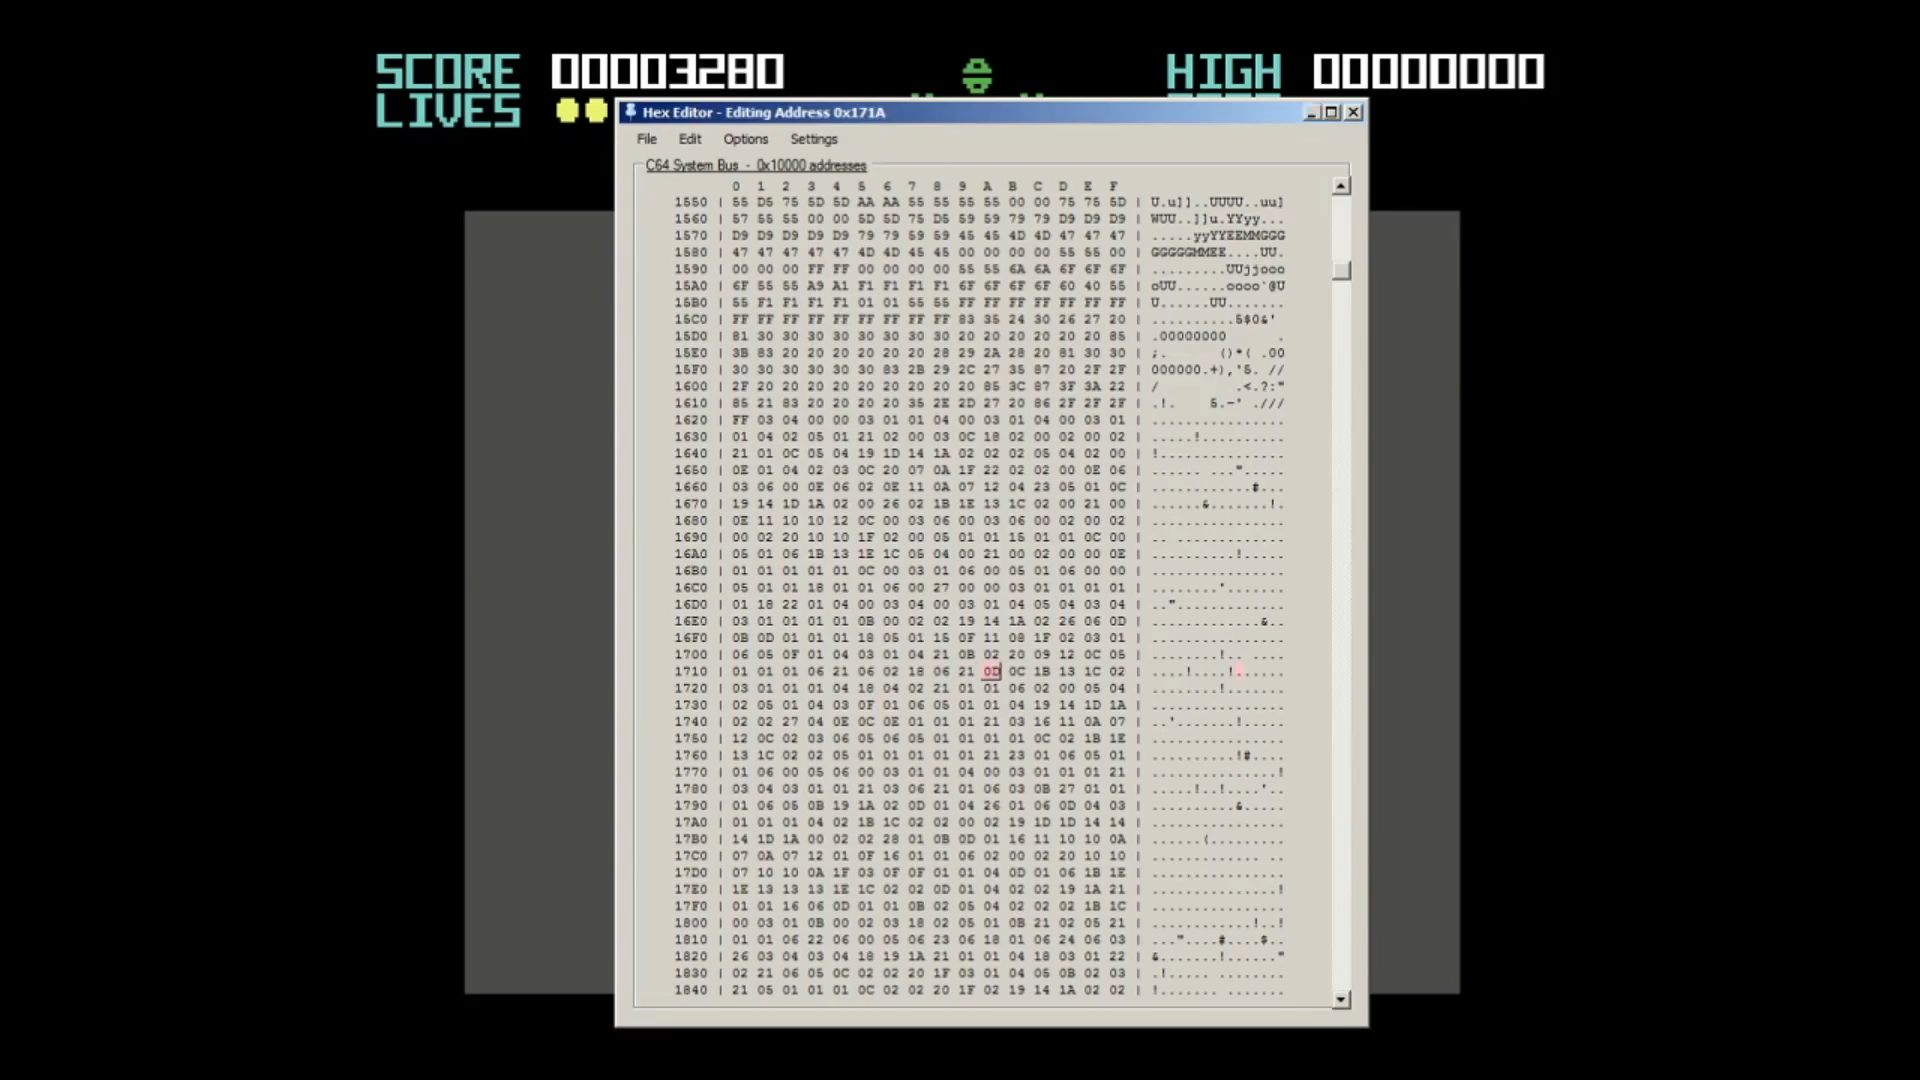 SCORE 00003280 HIGH 00000000
LIVES
Hex Editor - Editing Address 0x171A
File Edit Options Settings
C64 System Bus - 0x10000 addresses
0 1 2 3 4 5 6 7 8 9 A B C D E F
1550 | 55 D5 75 5D 5D AA AA 55 55 55 55 00 00 75 75 5D | U.u]]..UUUU..uu]
1560 | 57 55 55 00 00 5D 5D 75 D5 59 59 79 79 D9 D9 D9 | WUU..]]u.YYyy...
1570 | D9 D9 D9 D9 D9 79 79 59 59 45 45 4D 4D 47 47 47 | .....yyYYEEMMGGG
1580 | 47 47 47 47 47 4D 4D 45 45 00 00 00 00 55 55 00 | GGGGGMMEE....UU.
1590 | 00 00 00 FF FF 00 00 00 00 55 55 6A 6A 6F 6F 6F | .........UUjjooo
15A0 | 6F 55 55 A9 A1 F1 F1 F1 F1 6F 6F 6F 6F 60 40 55 | oUU......oooo`@U
15B0 | 55 F1 F1 F1 F1 01 01 55 55 FF FF FF FF FF FF FF | U......UU.......
15C0 | FF FF FF FF FF FF FF FF FF 83 35 24 30 26 27 20 | ..........5$0&'
15D0 | 81 30 30 30 30 30 30 30 30 20 20 20 20 20 20 85 | .00000000      .
15E0 | 3B 83 20 20 20 20 20 20 28 29 2A 28 20 81 30 30 | ;.      ()*( .00
15F0 | 30 30 30 30 30 30 83 2B 29 2C 27 35 87 20 2F 2F | 000000.+),'5. //
1600 | 2F 20 20 20 20 20 20 20 20 20 85 3C 87 3F 3A 22 | /         .<.?:"
1610 | 85 21 83 20 20 20 20 35 2E 2D 27 20 86 2F 2F 2F | .!.    5.-' .///
1620 | FF 03 04 00 00 03 01 01 04 00 03 01 04 00 03 01 | ................
1630 | 01 04 02 05 01 21 02 00 03 0C 18 02 00 02 00 02 | .....!..........
1640 | 21 01 0C 05 04 19 1D 14 1A 02 02 02 05 04 02 00 | !...............
1650 | 0E 01 04 02 03 0C 20 07 0A 1F 22 02 02 00 0E 06 | ...... ...".....
1660 | 03 06 00 0E 06 02 0E 11 0A 07 12 04 23 05 01 0C | ............#...
1670 | 19 14 1D 1A 02 00 26 02 1B 1E 13 1C 02 00 21 00 | ......&.......!.
1680 | 0E 11 10 10 12 0C 00 03 06 00 03 06 00 02 00 02 | ................
1690 | 00 02 20 10 10 1F 02 00 05 01 01 15 01 01 0C 00 | .. .............
16A0 | 05 01 06 1B 13 1E 1C 05 04 00 21 00 02 00 00 0E | ..........!.....
16B0 | 01 01 01 01 01 0C 00 03 01 06 00 05 01 06 00 00 | ................
16C0 | 05 01 01 18 01 01 06 00 27 00 00 03 01 01 01 01 | ........'.......
16D0 | 01 18 22 01 04 00 03 04 00 03 01 04 05 04 03 04 | ..".............
16E0 | 03 01 01 01 01 0B 00 02 02 19 14 1A 02 26 06 0D | .............&..
16F0 | 0B 0D 01 01 01 18 05 01 15 0F 11 08 1F 02 03 01 | ................
1700 | 06 05 0F 01 04 03 01 04 21 0B 02 20 09 12 0C 05 | ........!.. ....
1710 | 01 01 01 06 21 06 02 18 06 21 0D 0C 1B 13 1C 02 | ....!....!......
1720 | 03 01 01 01 04 18 04 02 21 01 01 06 02 00 05 04 | ........!.......
1730 | 02 05 01 04 03 0F 01 06 05 01 01 04 19 14 1D 1A | ................
1740 | 02 02 27 04 0E 0C 0E 01 01 01 21 03 16 11 0A 07 | ..'.......!.....
1750 | 12 0C 02 03 06 05 06 05 01 01 01 01 0C 02 1B 1E | ................
1760 | 13 1C 02 02 05 01 01 01 01 01 21 23 01 06 05 01 | ..........!#....
1770 | 01 06 00 05 06 00 03 01 01 04 00 03 01 01 01 21 | ...............!
1780 | 03 04 03 01 01 21 03 06 21 01 06 03 0B 27 01 01 | .....!..!....'..
1790 | 01 06 05 0B 19 1A 02 0D 01 04 26 01 06 0D 04 03 | ..........&.....
17A0 | 01 01 01 04 02 1B 1C 02 02 00 02 19 1D 1D 14 14 | ................
17B0 | 14 1D 1A 00 02 02 28 01 0B 0D 01 16 11 10 10 0A | ......(.........
17C0 | 07 0A 07 12 01 0F 16 01 01 06 02 00 02 20 10 10 | ............. ..
17D0 | 07 10 10 0A 1F 03 0F 0F 01 01 04 0D 01 06 1B 1E | ................
17E0 | 1E 13 13 13 1E 1C 02 02 0D 01 04 02 02 19 1A 21 | ...............!
17F0 | 01 01 16 06 0D 01 01 0B 02 05 04 02 02 02 1B 1C | ................
1800 | 00 03 01 0B 00 02 03 18 02 05 01 0B 21 02 05 21 | ............!..!
1810 | 01 01 06 22 06 00 05 06 23 06 18 01 06 24 06 03 | ..."....#....$..
1820 | 26 03 04 03 04 18 19 1A 21 01 01 04 18 03 01 22 | &.......!......"
1830 | 02 21 06 05 0C 02 02 20 1F 03 01 04 05 0B 02 03 | .!..... ........
1840 | 21 05 01 01 01 0C 02 02 20 1F 02 19 14 1A 02 02 | !....... .......